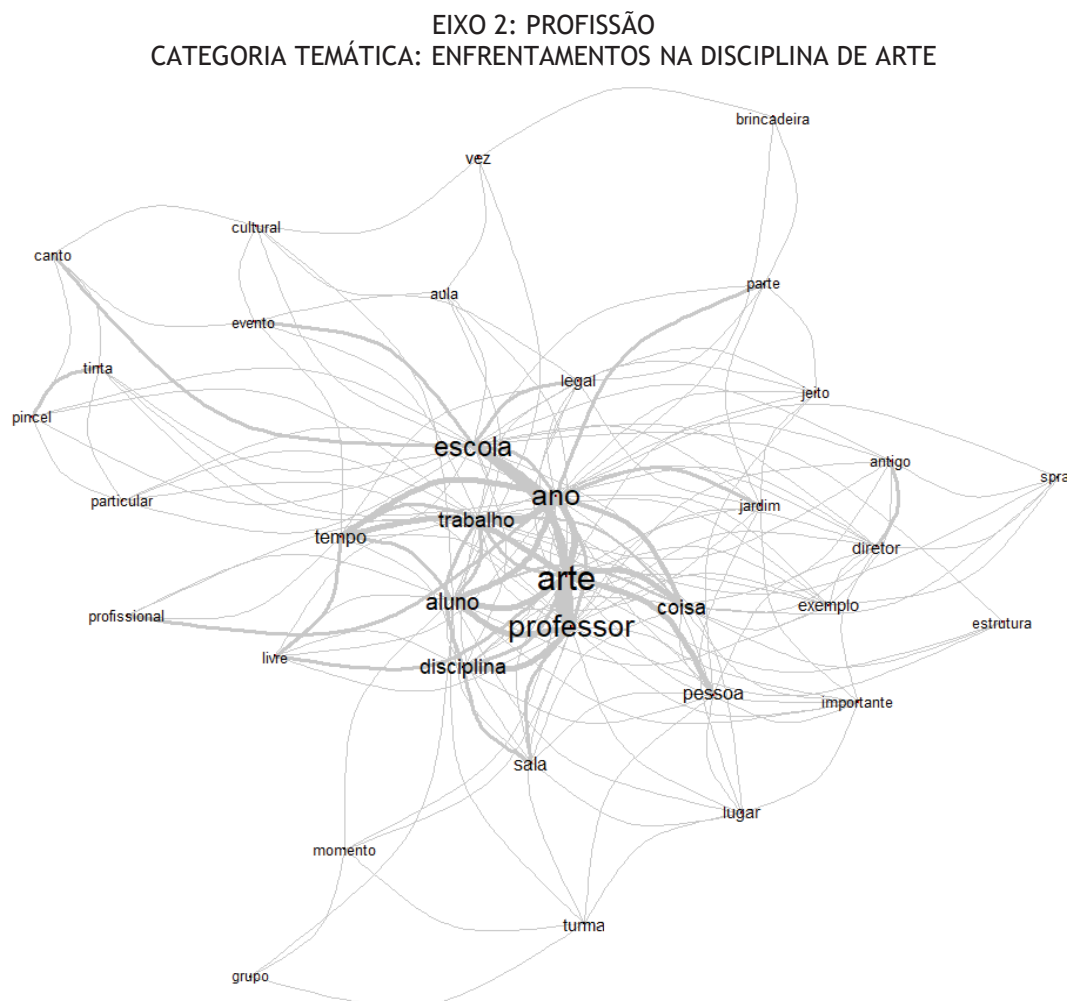 EIXO 2: PROFISSÃO
CATEGORIA TEMÁTICA: ENFRENTAMENTOS NA DISCIPLINA DE ARTE
brincadeira
vez
cultural
canto
parte
aula
evento
tinta
legal
jeito
pincel
escola
antigo
spra
ano
particular
jardim
trabalho
tempo
diretor
arte
aluno
coisa
exemplo
profissional
estrutura
professor
livre
disciplina
pessoa
importante
sala
lugar
momento
turma
grupo